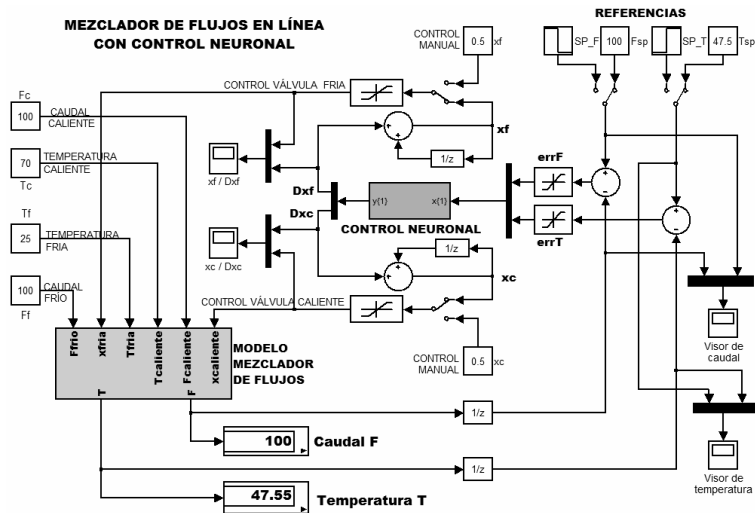 MEZCLADOR DE FLUJOS EN LÍNEA
CON CONTROL NEURONAL
REFERENCIAS
CONTROL
MANUAL
0.5
xf
SP_F
100
Fsp
SP_T
47.5
Tsp
CONTROL VÁLVULA FRIA
Fc
100
CAUDAL
CALIENTE
70
TEMPERATURA
CALIENTE
Tc
Tf
25
TEMPERATURA
FRIA
100
CAUDAL
FRÍO
Ff
xf / Dxf
xc / Dxc
1/z
xf
Dxf
Dxc
y{1}
x{1}
CONTROL NEURONAL
errF
errT
1/z
xc
CONTROL VÁLVULA CALIENTE
CONTROL
MANUAL
0.5
xc
Ffrio
xfria
Tfria
Tcaliente
Fcaliente
xcaliente
T
F
MODELO
MEZCLADOR
DE FLUJOS
1/z
1/z
100
Caudal F
47.55
Temperatura T
Visor de
caudal
Visor de
temperatura